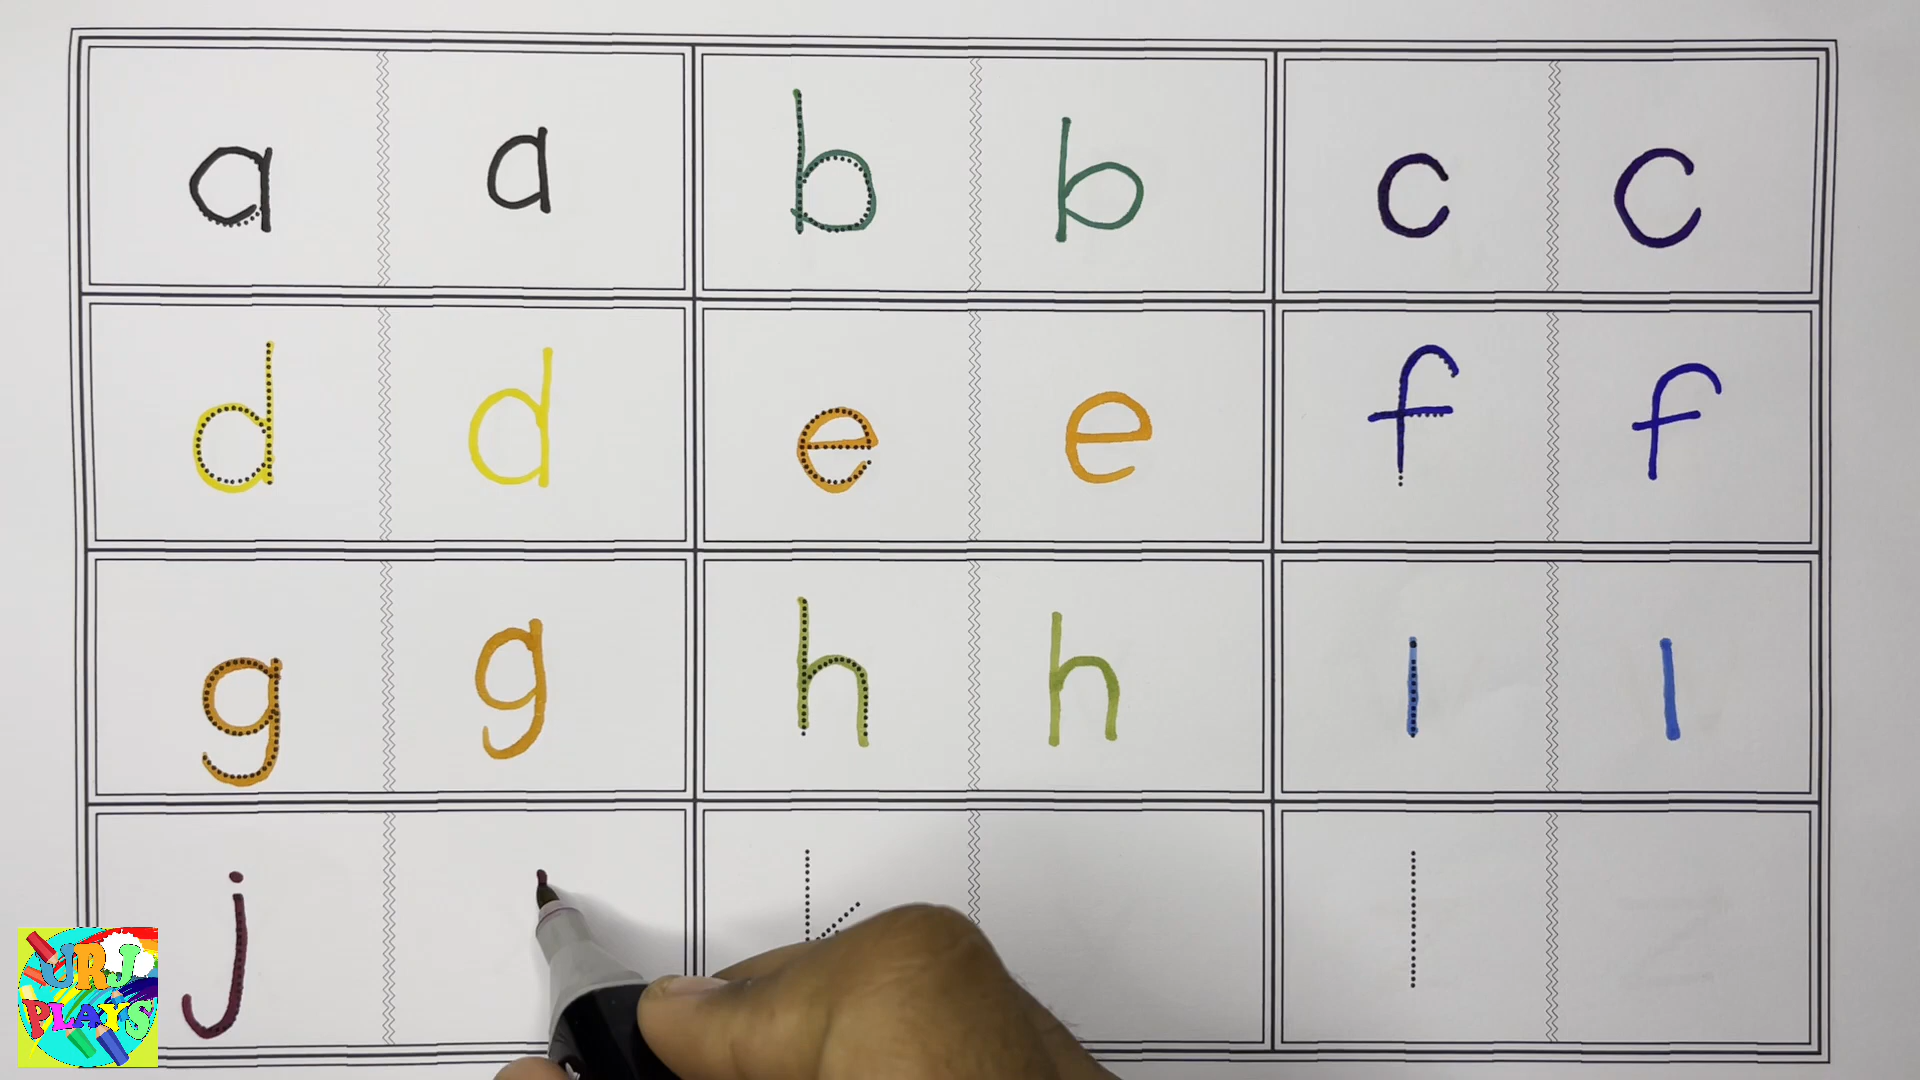 a a b b c c
d d e e f f
g g h h l l
j k l
URJ
PLAYS